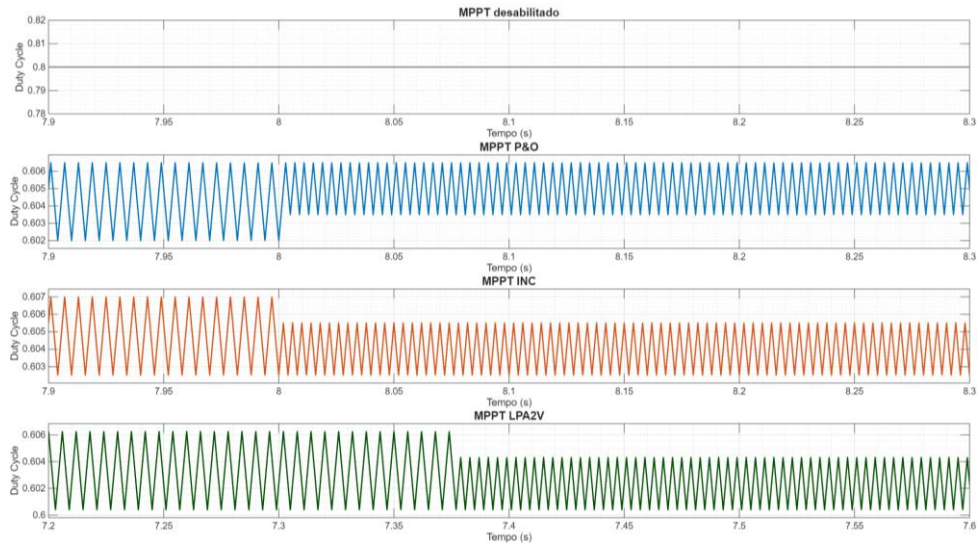 MPPT desabilitado
0.82
0.81
0.8
0.79
0.78
Duty Cycle
7.9 7.95 8 8.05 8.1 8.15 8.2 8.25 8.3
Tempo (s)
MPPT P&O
0.606
0.605
0.604
0.603
0.602
Duty Cycle
7.9 7.95 8 8.05 8.1 8.15 8.2 8.25 8.3
Tempo (s)
MPPT INC
0.607
0.606
0.604
0.603
Duty Cycle
7.9 7.95 8 8.05 8.1 8.15 8.2 8.25 8.3
Tempo (s)
MPPT LPA2V
0.606
0.604
0.602
0.6
Duty Cycle
7.2 7.25 7.3 7.35 7.4 7.45 7.5 7.55 7.6
Tempo (s)